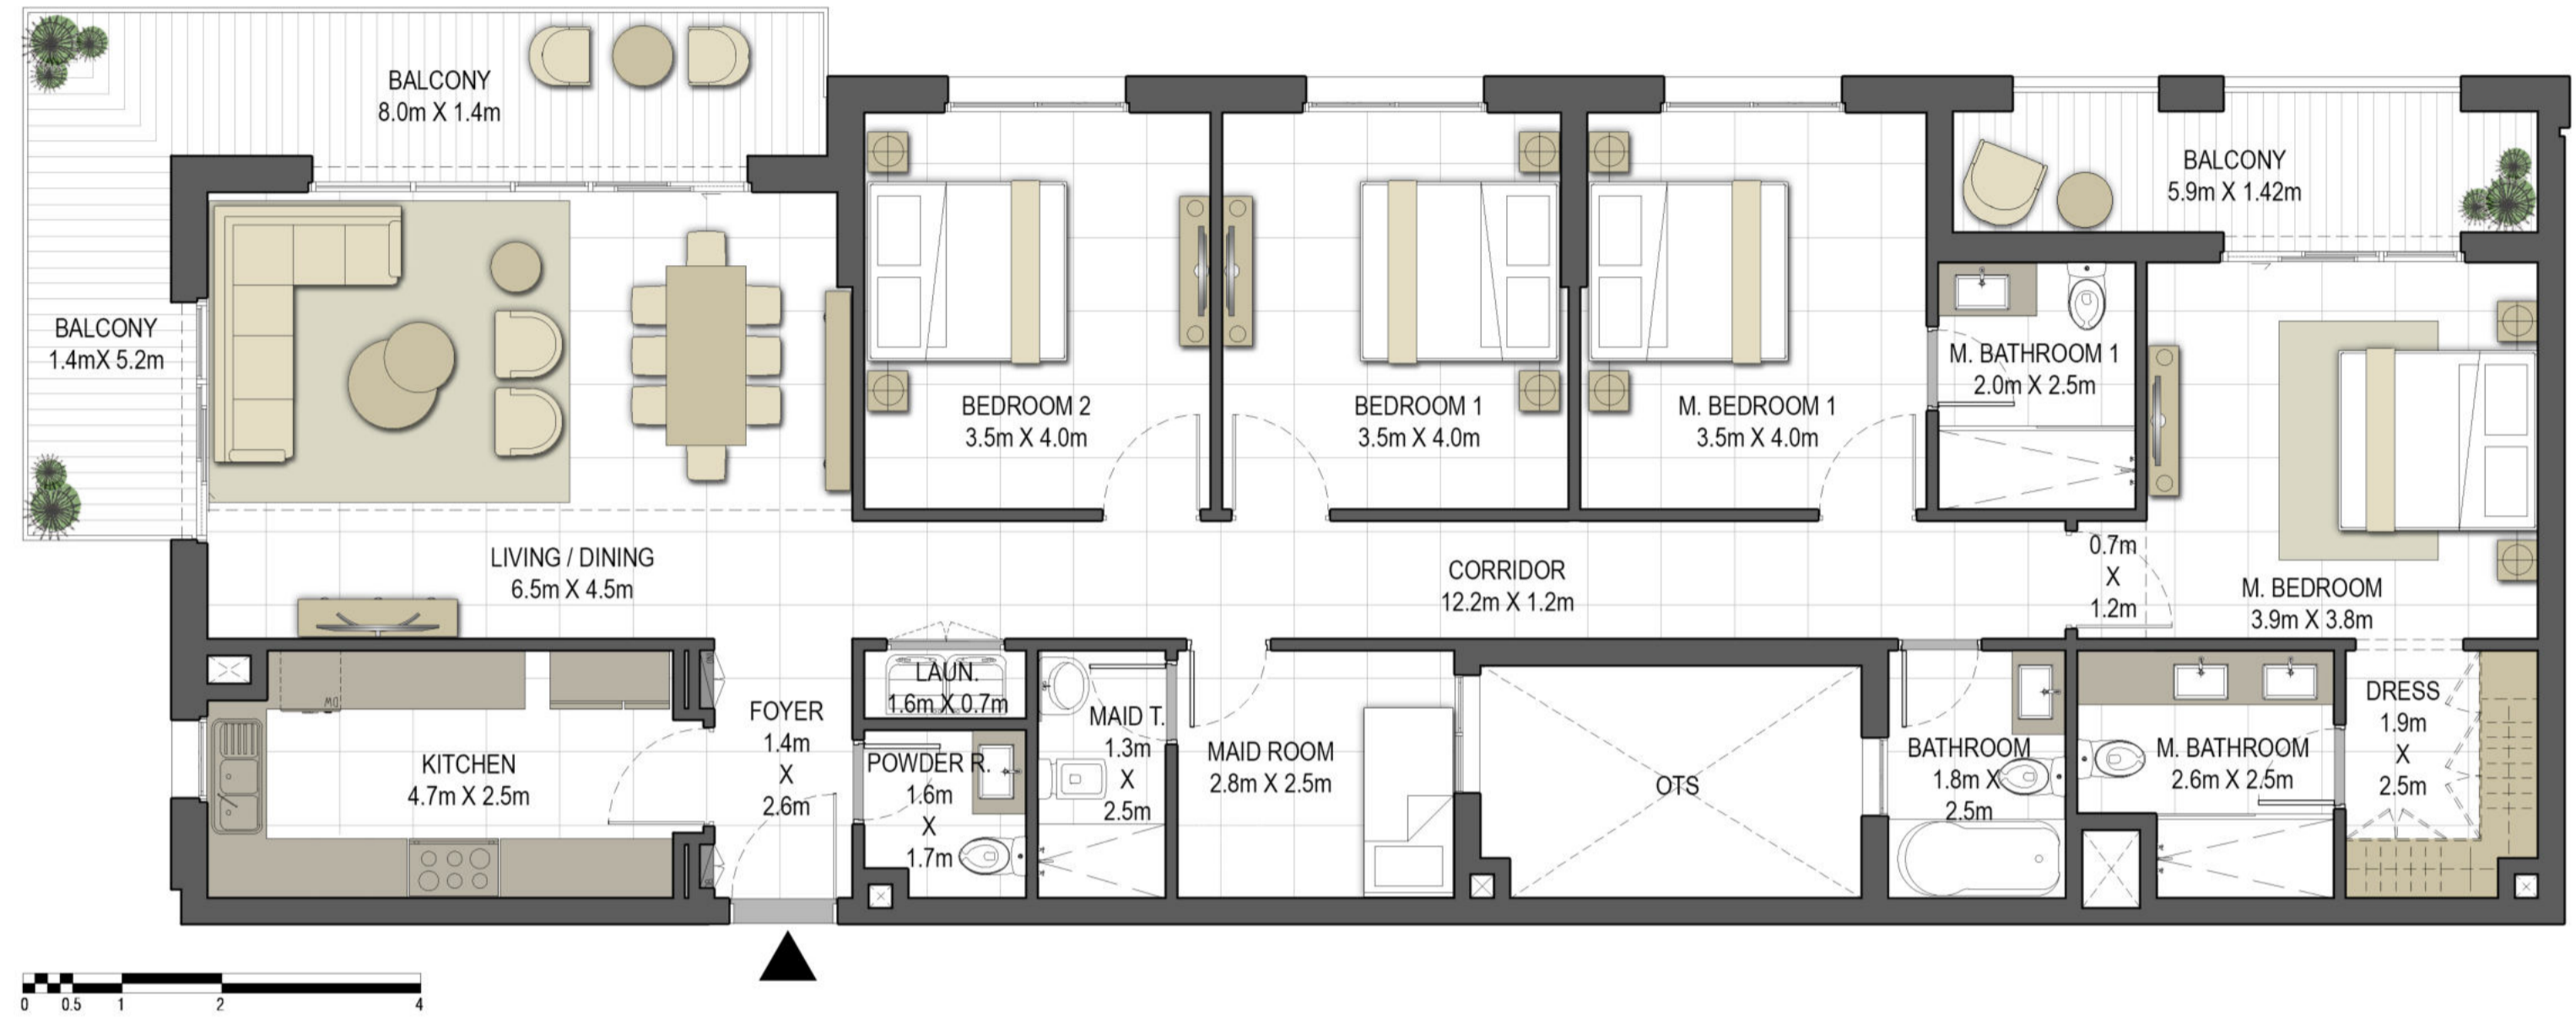 BALCONY
8.0m X 1.4m
BALCONY
1.4mX 5.2m
BALCONY
5.9m X 1.42m
M. BATHROOM 1
2.0m X 2.5m
BEDROOM 2
3.5m X 4.0m
BEDROOM 1
3.5m X 4.0m
M. BEDROOM 1
3.5m X 4.0m
LIVING / DINING
6.5m X 4.5m
CORRIDOR
12.2m X 1.2m
0.7m
X
1.2m
M. BEDROOM
3.9m X 3.8m
LAUN.
1.6m X 0.7m
DW
KITCHEN
4.7m X 2.5m
FOYER
1.4m
X
2.6m
POWDER R.
1.6m
X
1.7m
MAID T.
1.3m
X
2.5m
MAID ROOM
2.8m X 2.5m
OTS
BATHROOM
1.8m X
2.5m
M. BATHROOM
2.6m X 2.5m
DRESS
1.9m
X
2.5m
0 0.5 1 2 4